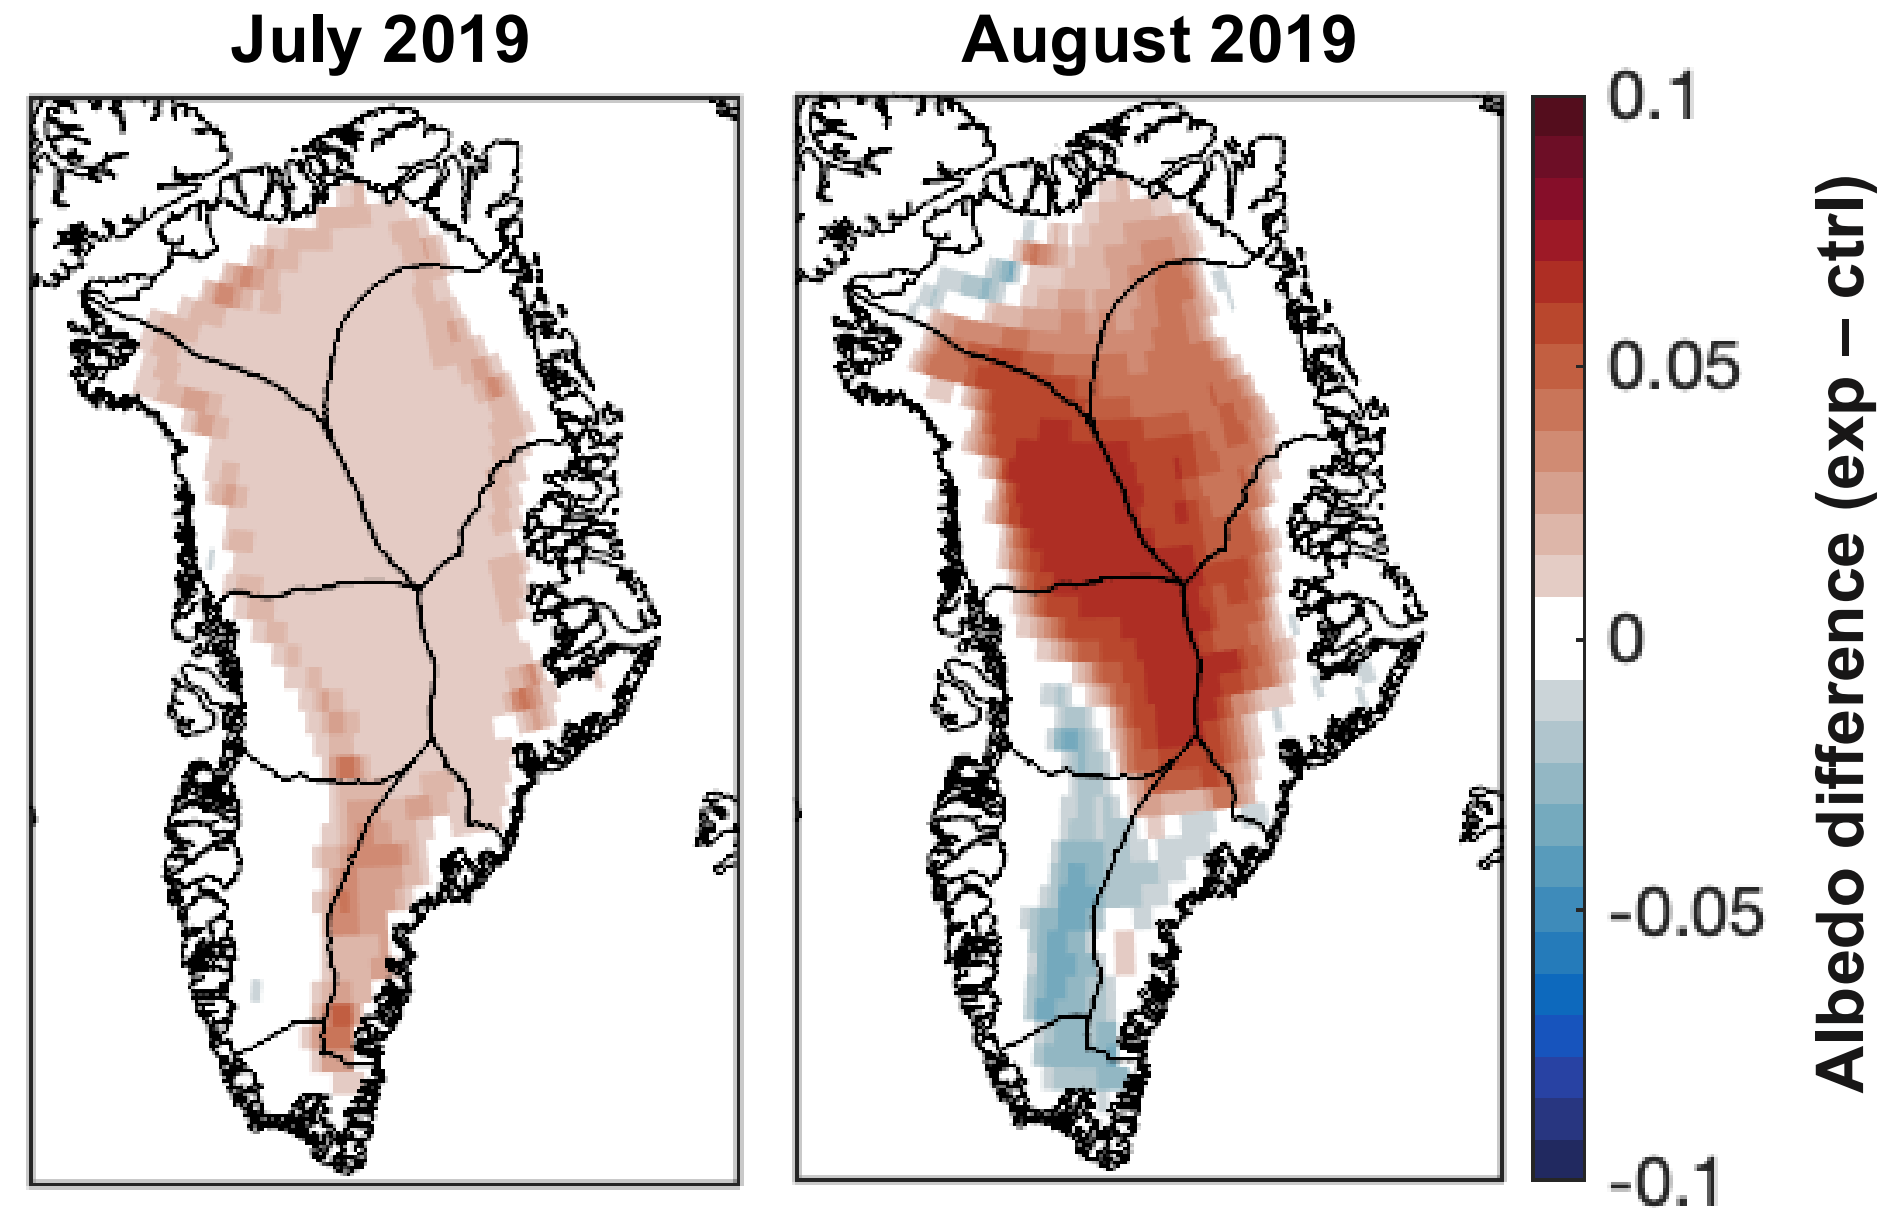 July 2019
August 2019
0.1
0.05
0
-0.05
-0.1
Albedo difference (exp – ctrl)